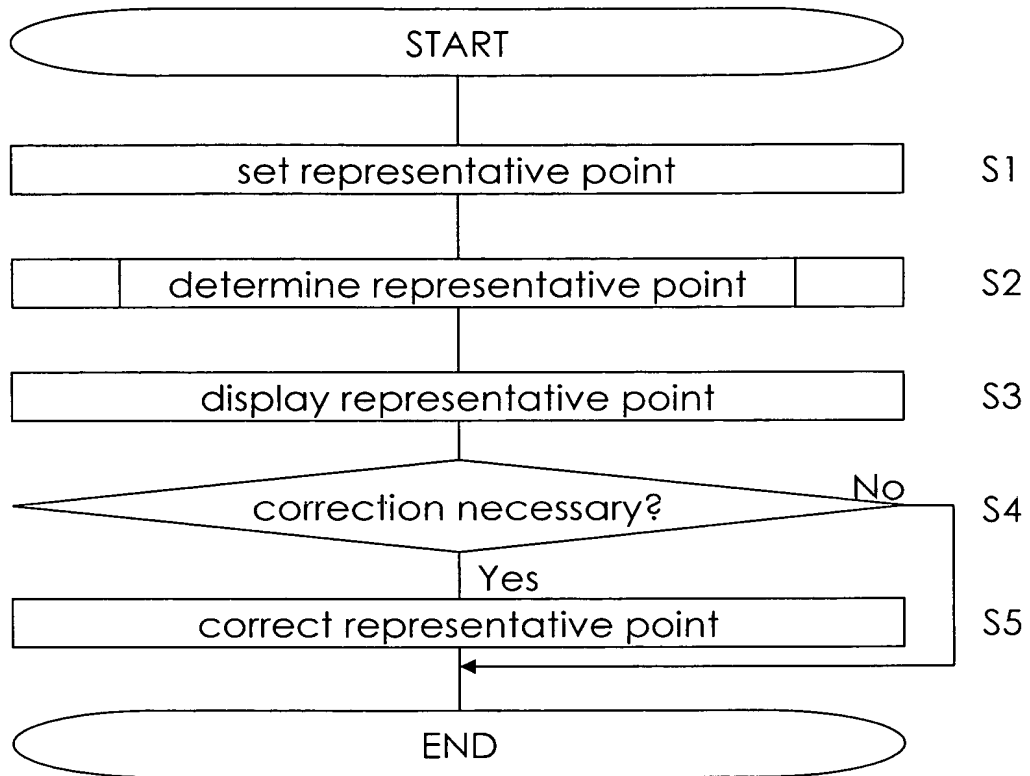 START
set representative point S1
determine representative point S2
display representative point S3
No
correction necessary? S4
Yes
correct representative point S5
END